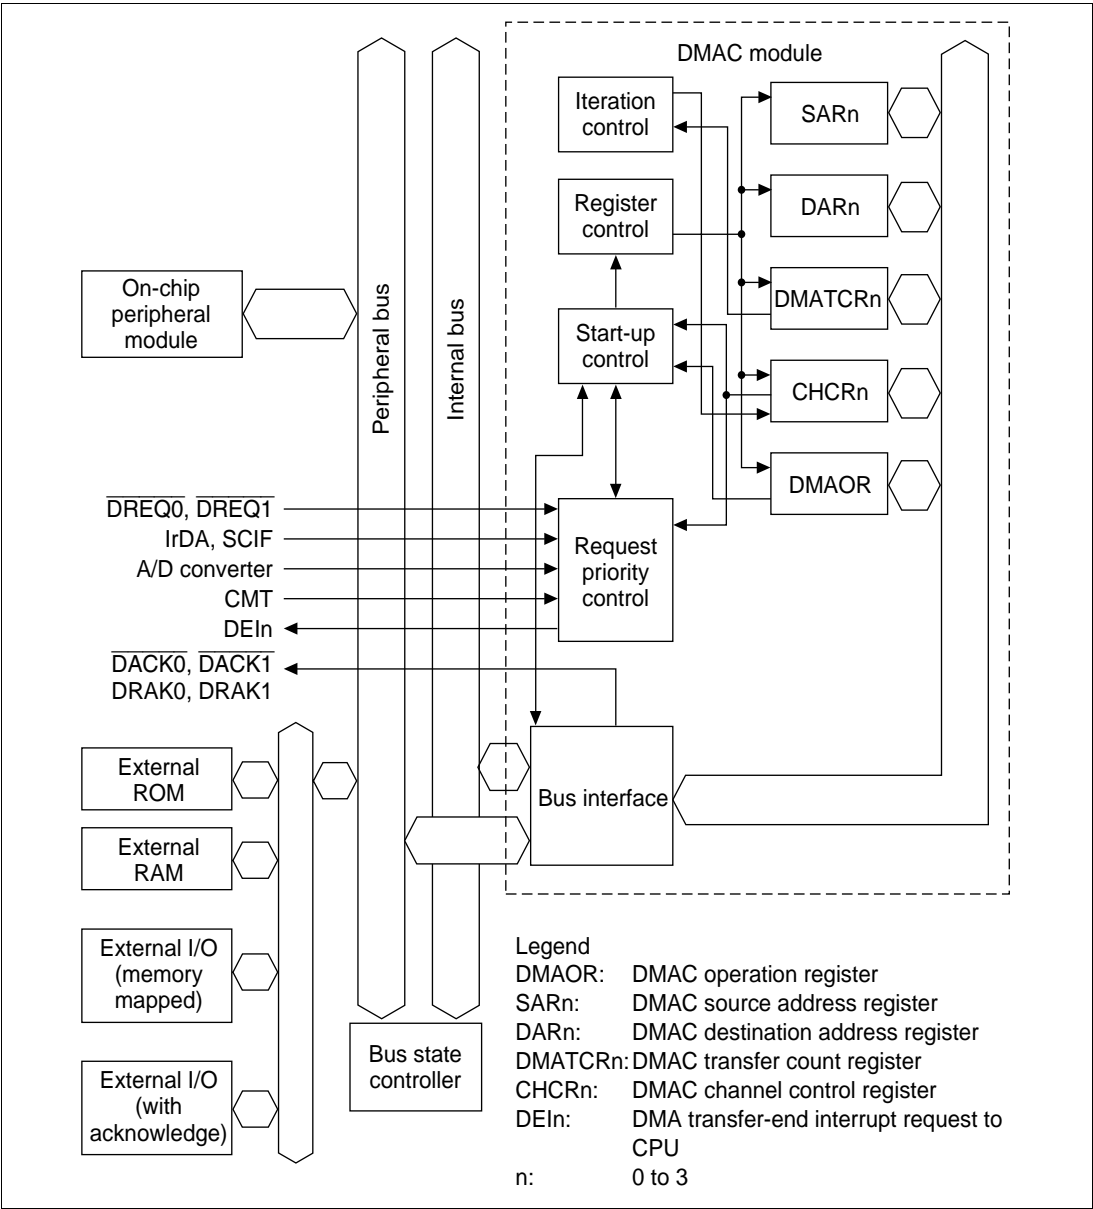 DMAC module
Iteration
control
SARn
Register
control
DARn
On-chip
peripheral
module
Peripheral bus
Internal bus
DMATCRn
Start-up
control
CHCRn
DMAOR
DREQ0, DREQ1
IrDA, SCIF
A/D converter
CMT
DEIn
Request
priority
control
DACK0, DACK1
DRAK0, DRAK1
External
ROM
Bus interface
External
RAM
External I/O
(memory
mapped)
External I/O
(with
acknowledge)
Bus state
controller
Legend
DMAOR: DMAC operation register
SARn: DMAC source address register
DARn: DMAC destination address register
DMATCRn: DMAC transfer count register
CHCRn: DMAC channel control register
DEIn: DMA transfer-end interrupt request to
CPU
n: 0 to 3